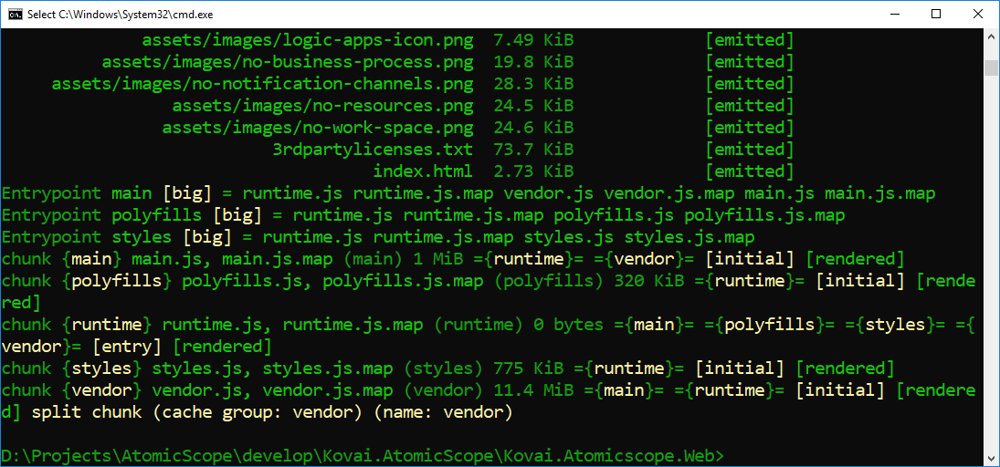 Select C:\Windows\System32\cmd.exe
assets/images/logic-apps-icon.png 7.49 KiB [emitted]
assets/images/no-business-process.png 19.8 KiB [emitted]
assets/images/no-notification-channels.png 28.3 KiB [emitted]
assets/images/no-resources.png 24.5 KiB [emitted]
assets/images/no-work-space.png 24.6 KiB [emitted]
3rdpartylicenses.txt 73.7 KiB [emitted]
index.html 2.73 KiB [emitted]
Entrypoint main [big] = runtime.js runtime.js.map vendor.js vendor.js.map main.js main.js.map
Entrypoint polyfills [big] = runtime.js runtime.js.map polyfills.js polyfills.js.map
Entrypoint styles [big] = runtime.js runtime.js.map styles.js styles.js.map
chunk {main} main.js, main.js.map (main) 1 MiB ={runtime}= ={vendor}= [initial] [rendered]
chunk {polyfills} polyfills.js, polyfills.js.map (polyfills) 320 KiB ={runtime}= [initial] [rende
red]
chunk {runtime} runtime.js, runtime.js.map (runtime) 0 bytes ={main}= ={polyfills}= ={styles}= ={
vendor}= [entry] [rendered]
chunk {styles} styles.js, styles.js.map (styles) 775 KiB ={runtime}= [initial] [rendered]
chunk {vendor} vendor.js, vendor.js.map (vendor) 11.4 MiB ={main}= ={runtime}= [initial] [rendere
d] split chunk (cache group: vendor) (name: vendor)
D:\Projects\AtomicScope\develop\Kovai.AtomicScope\Kovai.Atomicscope.Web>